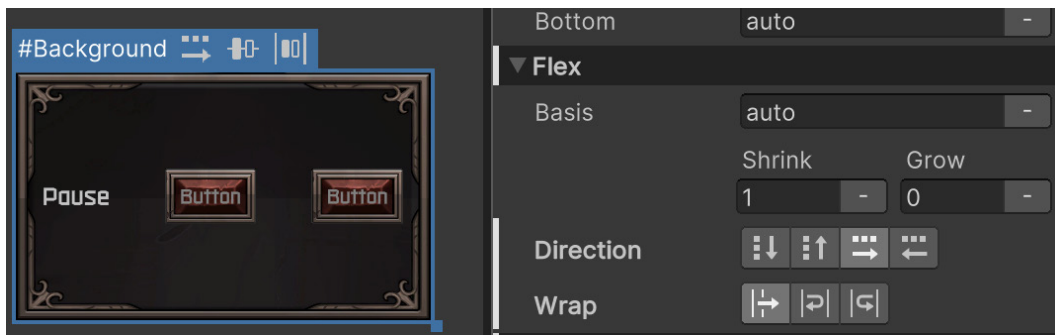 #Background
Pause
Button
Button
Bottom
auto
-
Flex
Basis
auto
-
Shrink
Grow
1
-
0
-
Direction
Wrap